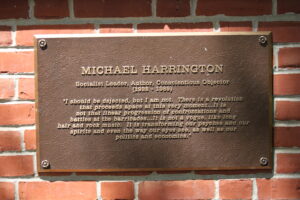 MICHAEL HARRINGTON
Socialist Leader, Author, Conscientious Objector
(1928 - 1989)
"I should be dejected, but I am not. There is a revolution
that proceeds apace at this very moment...It is
not that linear progression of confrontations and
battles at the barricades...It is not a vogue, like long
hair and rock music. It is transforming our psyches and our
spirits and even the way our eyes see, as well as our
politics and economics."